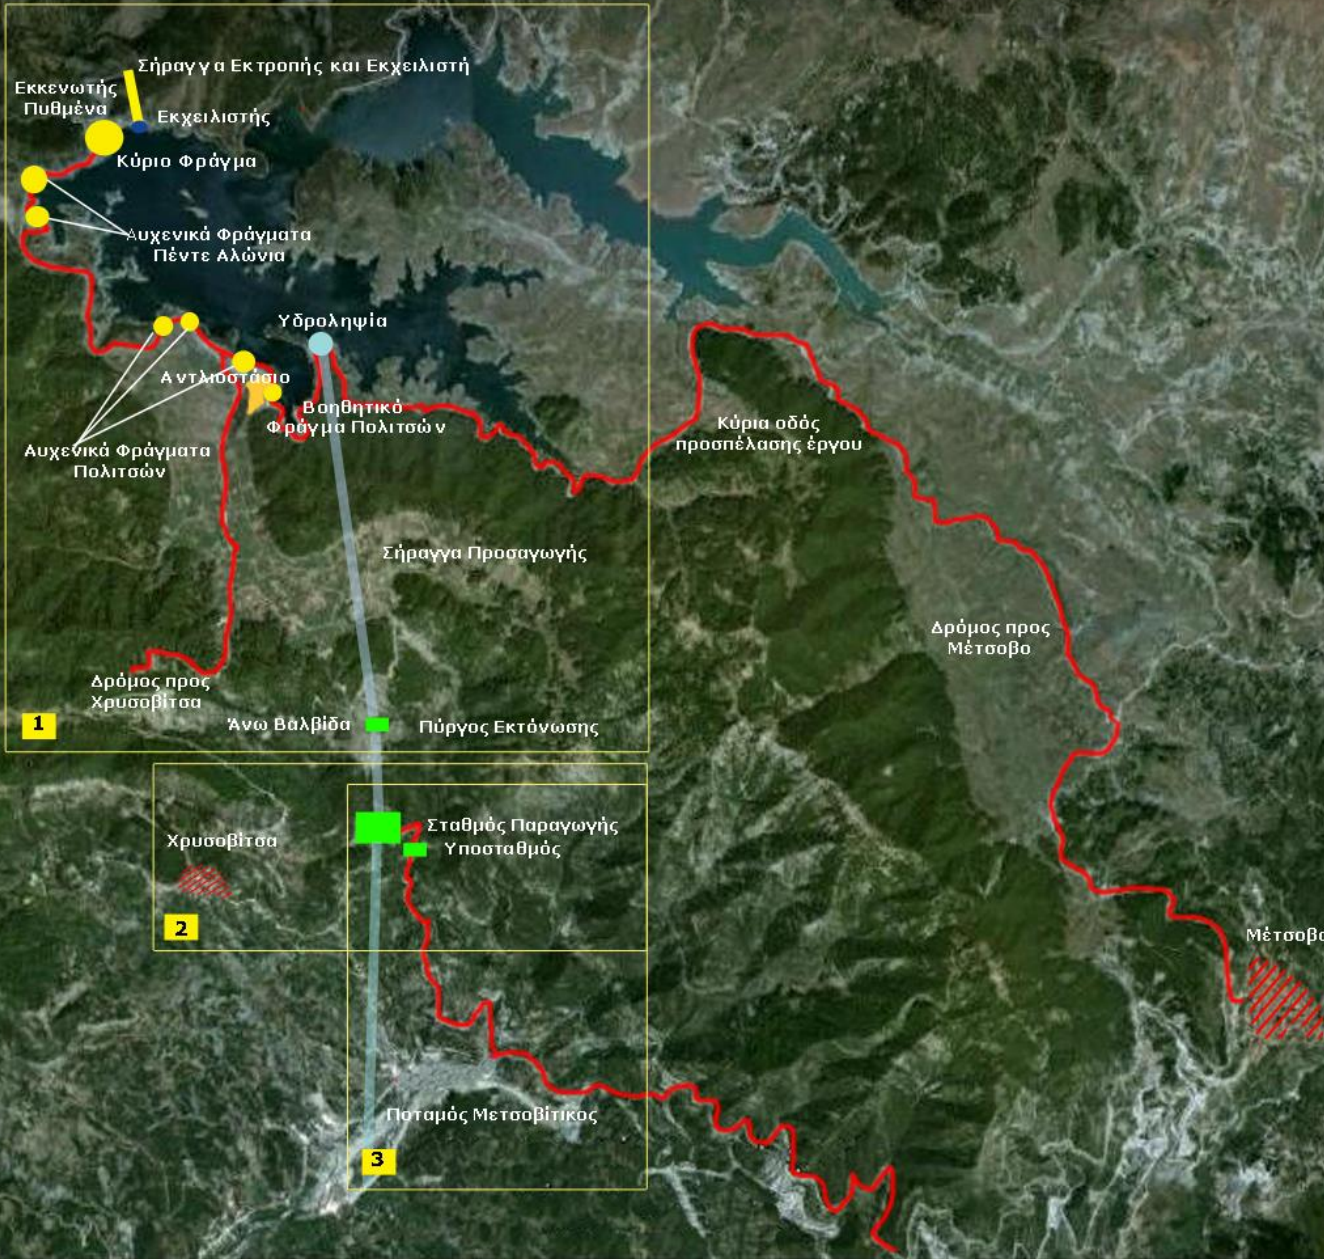 Σήραγγα Εκτροπής και Εκχειλιστή
Εκκενωτής
Πυθμένα
Εκχειλιστής
Κύριο Φράγμα
Αυχενικά Φράγματα
Πέντε Αλώνια
Υδροληψία
Αντλιοστάσιο
Βοηθητικό
Φράγμα Πολιτσών
Αυχενικά Φράγματα
Πολιτσών
Κύρια οδός
προσπέλασης έργου
Σήραγγα Προσαγωγής
Δρόμος προς
Μέτσοβο
Δρόμος προς
Χρυσοβίτσα
1
Άνω Βαλβίδα
Πύργος Εκτόνωσης
Σταθμός Παραγωγής
Υποσταθμός
Χρυσοβίτσα
2
Μέτσοβο
Ποταμός Μετσοβίτικος
3